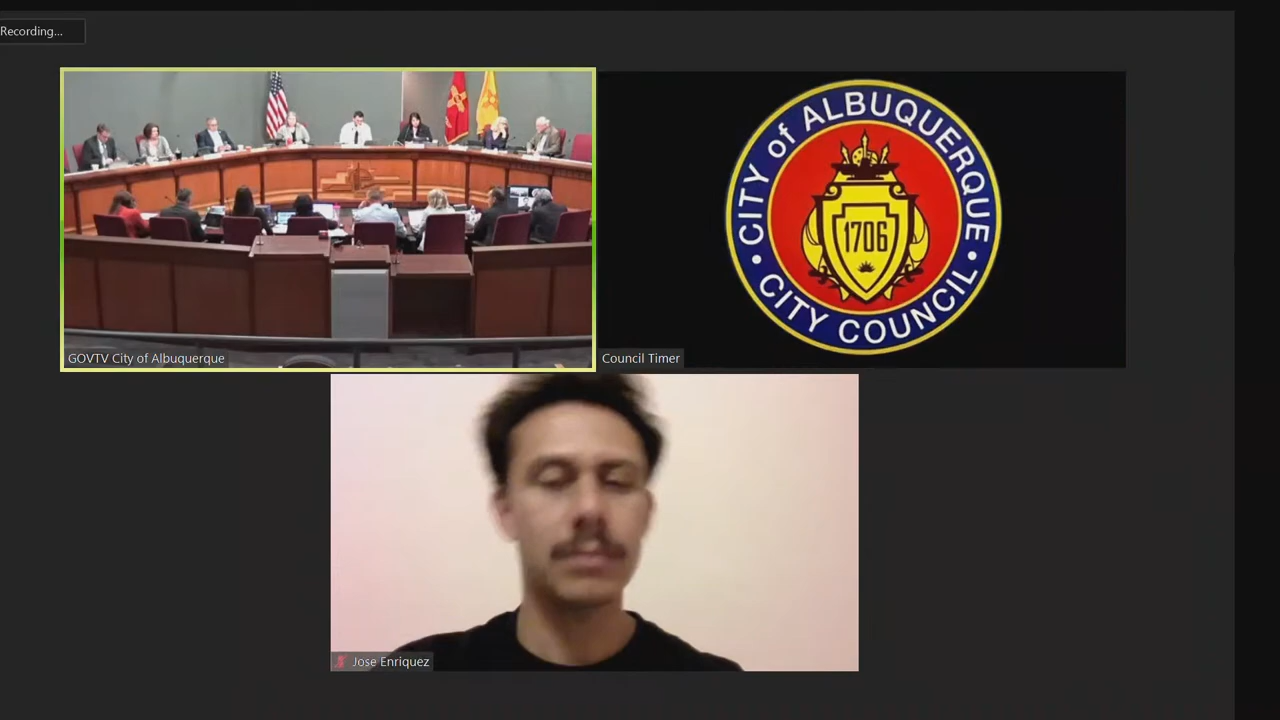 Recording...
GOVTV City of Albuquerque
CITY of ALBUQUERQUE
1706
• CITY COUNCIL •
Council Timer
Jose Enriquez